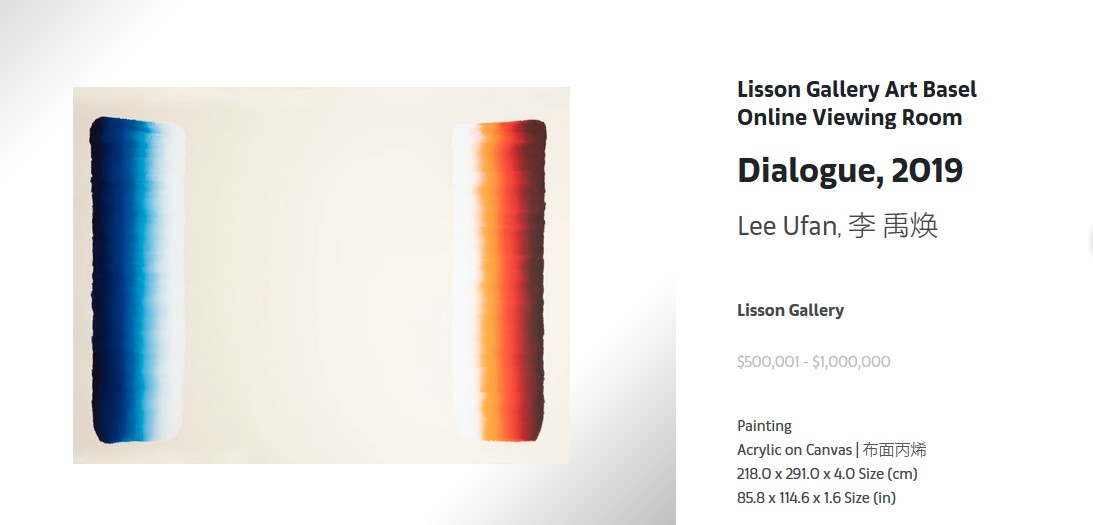 Lisson Gallery Art Basel
Online Viewing Room
Dialogue, 2019
Lee Ufan, 李 禹焕
Lisson Gallery
$500,001 - $1,000,000
Painting
Acrylic on Canvas | 布面丙烯
218.0 x 291.0 x 4.0 Size (cm)
85.8 x 114.6 x 1.6 Size (in)